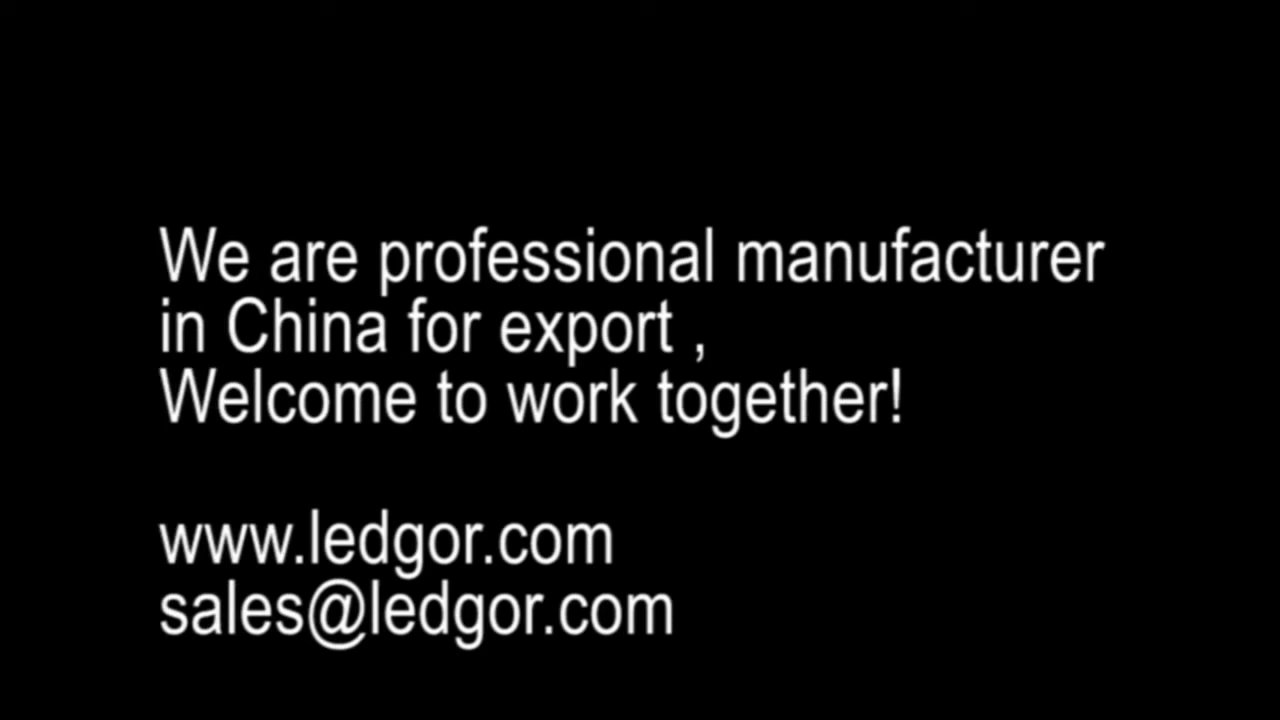 We are professional manufacturer
in China for export ,
Welcome to work together!
www.ledgor.com
sales@ledgor.com